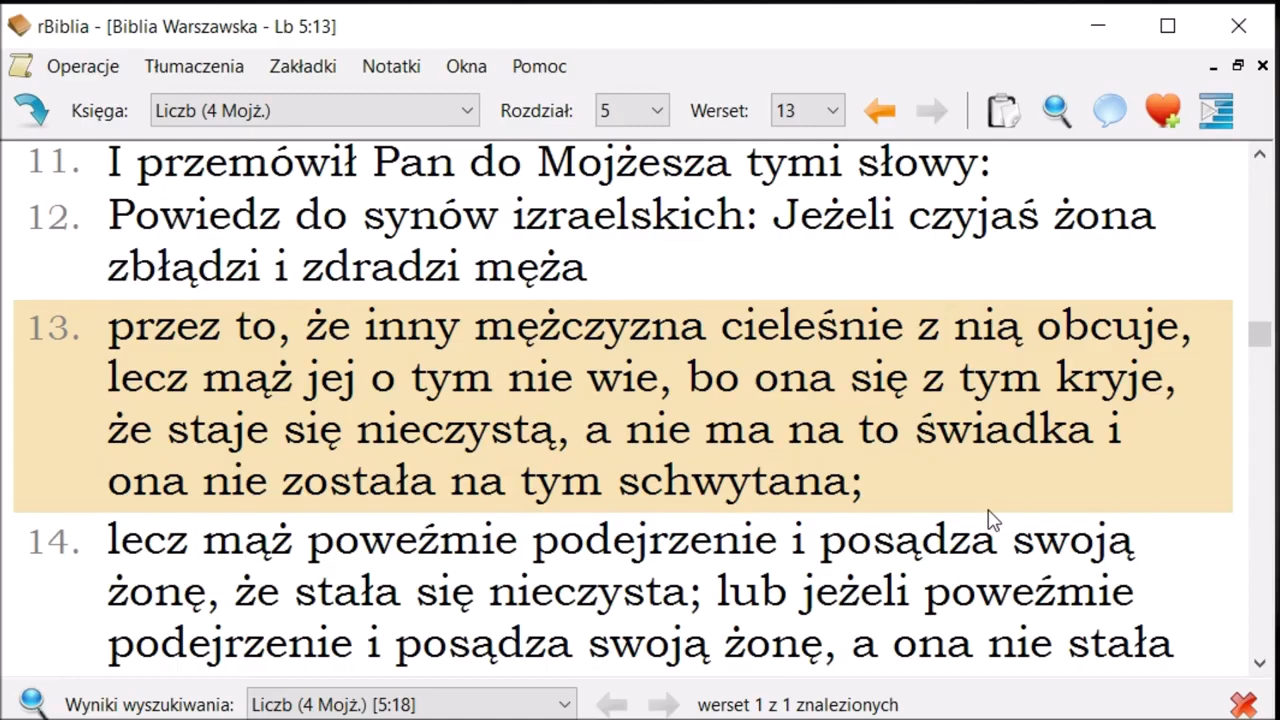 rBiblia - [Biblia Warszawska - Lb 5:13]
Operacje Tłumaczenia Zakładki Notatki Okna Pomoc
Księga: Liczb (4 Mojż.) Rozdział: 5 Werset: 13
11. I przemówił Pan do Mojżesza tymi słowy:
12. Powiedz do synów izraelskich: Jeżeli czyjaś żona
zbłądzi i zdradzi męża
13. przez to, że inny mężczyzna cieleśnie z nią obcuje,
lecz mąż jej o tym nie wie, bo ona się z tym kryje,
że staje się nieczystą, a nie ma na to świadka i
ona nie została na tym schwytana;
14. lecz mąż poweźmie podejrzenie i posądza swoją
żonę, że stała się nieczysta; lub jeżeli poweźmie
podejrzenie i posądza swoją żonę, a ona nie stała
Wyniki wyszukiwania: Liczb (4 Mojż.) [5:18] werset 1 z 1 znalezionych